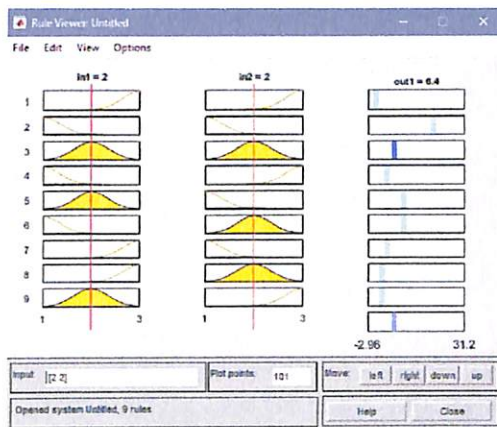 Rule Viewer: Untitled
File Edit View Options
in1 = 2 in2 = 2 out1 = 6.4
1
2
3
4
5
6
7
8
9
1 3 1 3
-2.96 31.2
Input: [2 2] Plot points: 101 Move: left right down up
Opened system Untitled, 9 rules Help Close